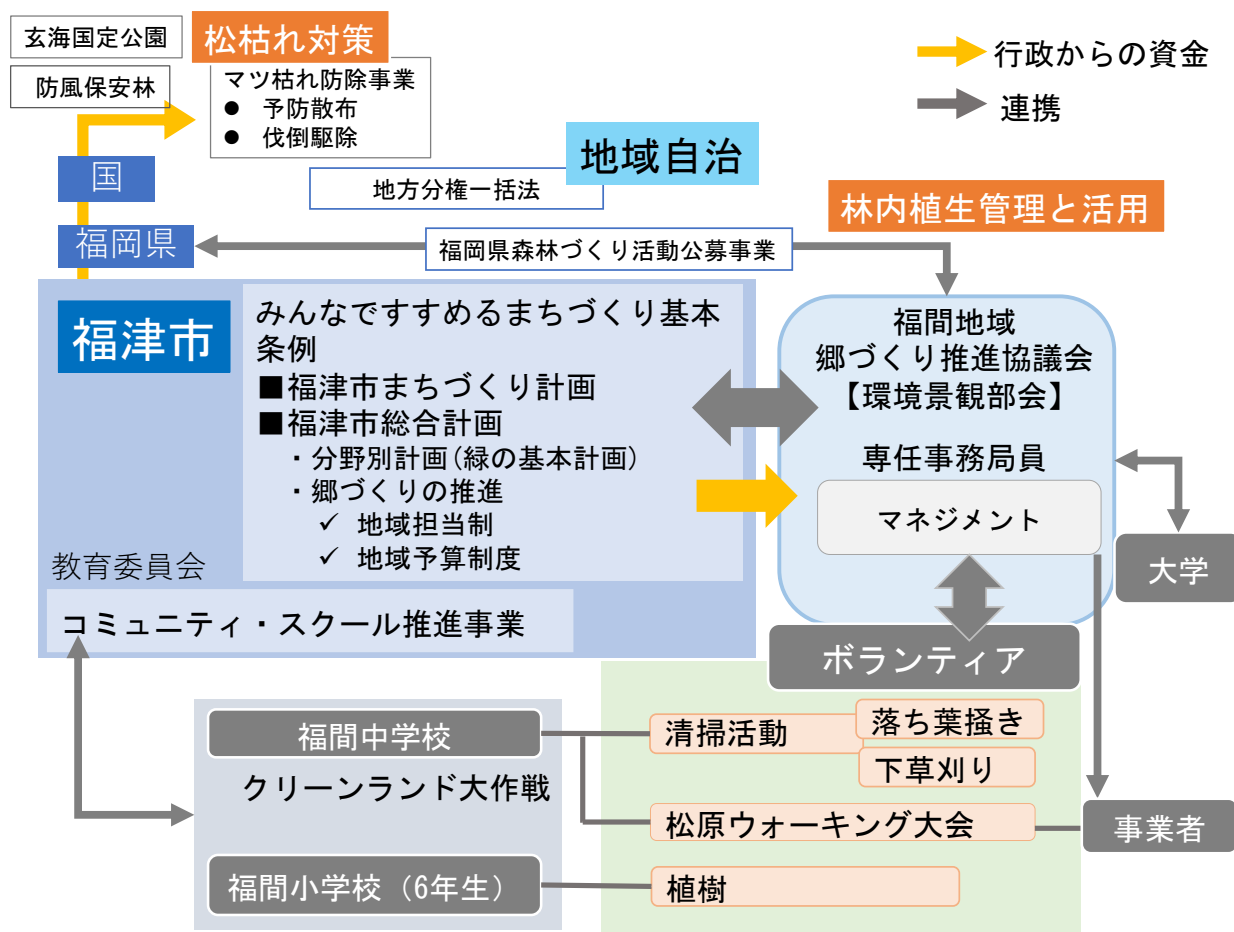 玄海国定公園
防風保安林
松枯れ対策
マツ枯れ防除事業
● 予防散布
● 伐倒駆除
行政からの資金
連携
国
福岡県
地域自治
地方分権一括法
福岡県森林づくり活動公募事業
林内植生管理と活用
福津市
みんなですすめるまちづくり基本
条例
■福津市まちづくり計画
■福津市総合計画
・分野別計画(緑の基本計画)
・郷づくりの推進
✓ 地域担当制
✓ 地域予算制度
教育委員会
コミュニティ・スクール推進事業
福間地域
郷づくり推進協議会
【環境景観部会】
専任事務局員
マネジメント
大学
ボランティア
福間中学校
クリーンランド大作戦
福間小学校（6年生）
清掃活動
落ち葉掻き
下草刈り
松原ウォーキング大会
植樹
事業者